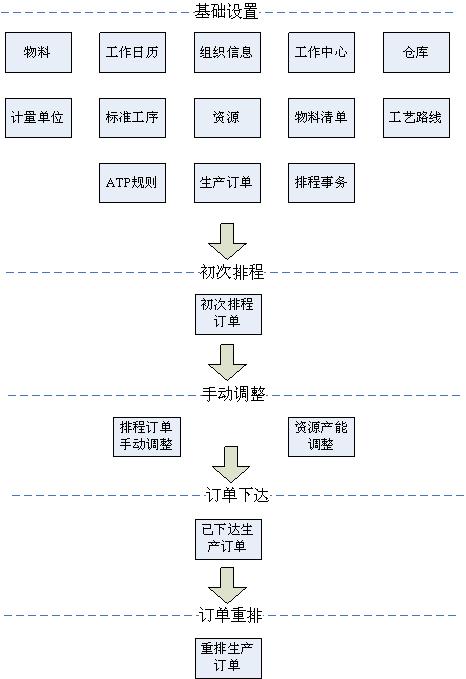 基础设置
物料
工作日历
组织信息
工作中心
仓库
计量单位
标准工序
资源
物料清单
工艺路线
ATP规则
生产订单
排程事务
初次排程
初次排程
订单
手动调整
排程订单
手动调整
资源产能
调整
订单下达
已下达生
产订单
订单重排
重排生产
订单